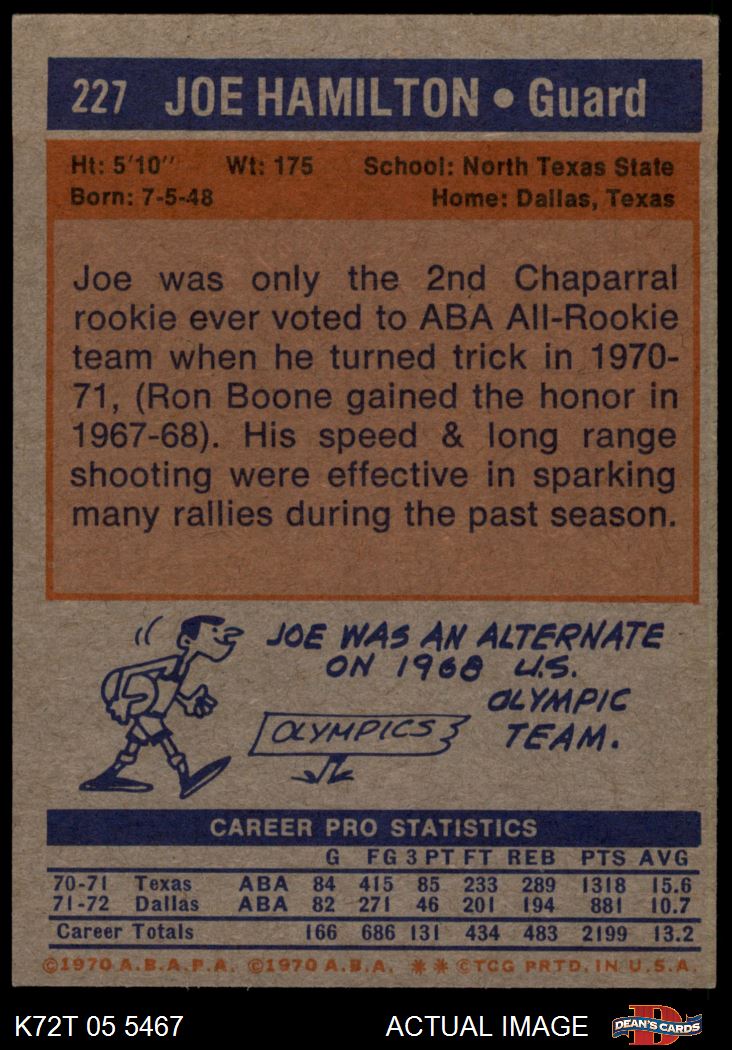 227 JOE HAMILTON • Guard
Ht: 5'10" Wt: 175 School: North Texas State
Born: 7-5-48 Home: Dallas, Texas
Joe was only the 2nd Chaparral
rookie ever voted to ABA All-Rookie
team when he turned trick in 1970-
71, (Ron Boone gained the honor in
1967-68). His speed & long range
shooting were effective in sparking
many rallies during the past season.
JOE WAS AN ALTERNATE
ON 1968 U.S.
OLYMPIC
TEAM.
OLYMPICS
CAREER PRO STATISTICS
G FG 3 PT FT REB PTS AVG
70-71 Texas ABA 84 415 85 233 289 1318 15.6
71-72 Dallas ABA 82 271 46 201 194 881 10.7
Career Totals 166 686 131 434 483 2199 13.2
©1970 A.B.A.P.A. ©1970 A.B.A. ** ©TCG PRTD. IN U.S.A.
K72T 05 5467 ACTUAL IMAGE
D
DEAN'S CARDS